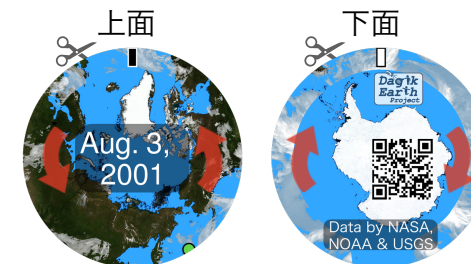 上面
下面
Aug. 3,
2001
Dagik
Earth
Project
Data by NASA,
NOAA & USGS